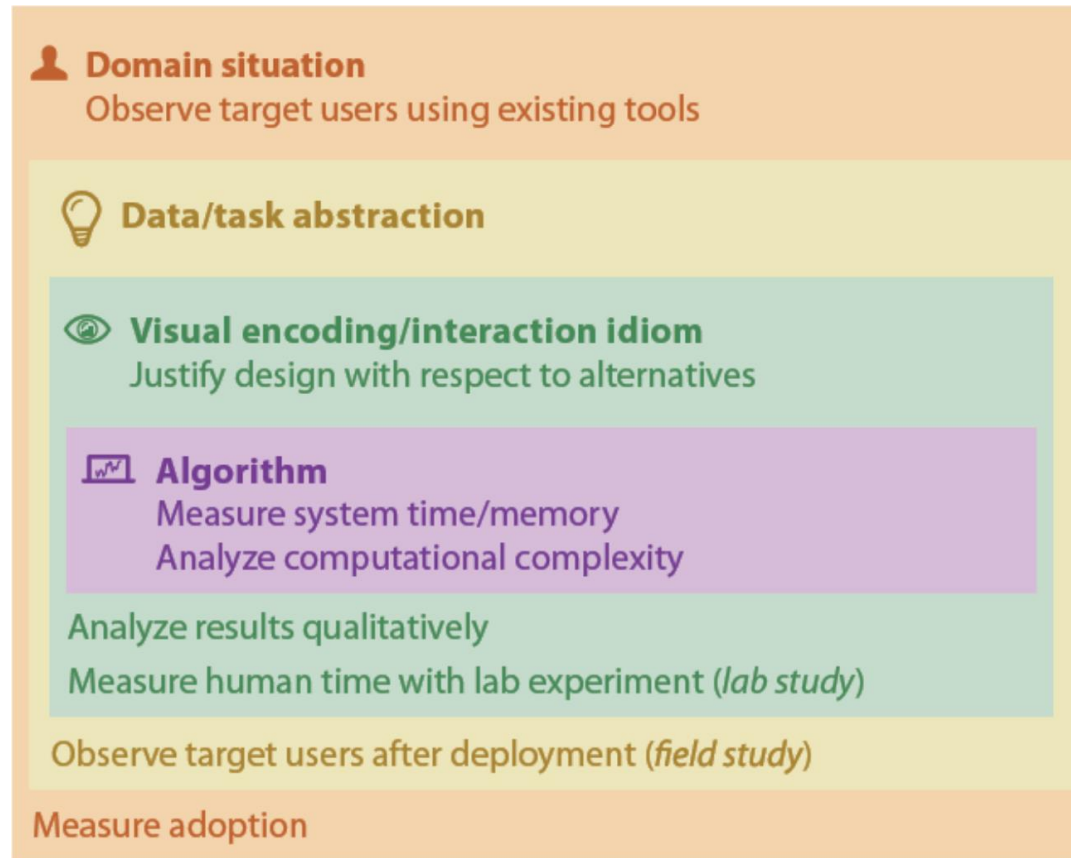 Domain situation
Observe target users using existing tools
Data/task abstraction
Visual encoding/interaction idiom
Justify design with respect to alternatives
Algorithm
Measure system time/memory
Analyze computational complexity
Analyze results qualitatively
Measure human time with lab experiment (lab study)
Observe target users after deployment (field study)
Measure adoption